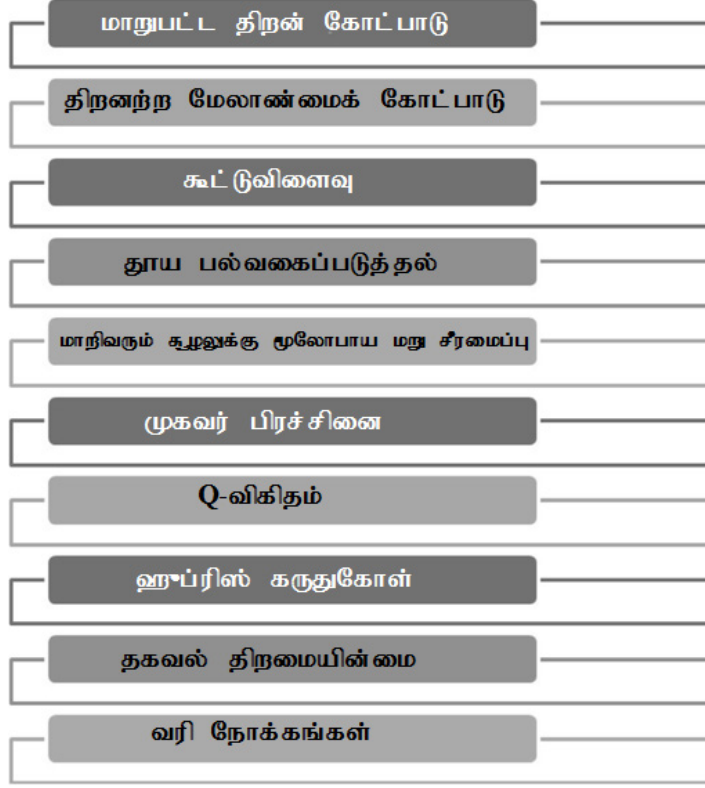 மாறுபட்ட திறன் கோட்பாடு
திறனற்ற மேலாண்மைக் கோட்பாடு
கூட்டுவிளைவு
தூய பல்வகைப்படுத்தல்
மாறிவரும் சூழலுக்கு மூலோபாய மறு சீரமைப்பு
முகவர் பிரச்சினை
Q-விகிதம்
ஹுப்ரிஸ் கருதுகோள்
தகவல் திறமையின்மை
வரி நோக்கங்கள்